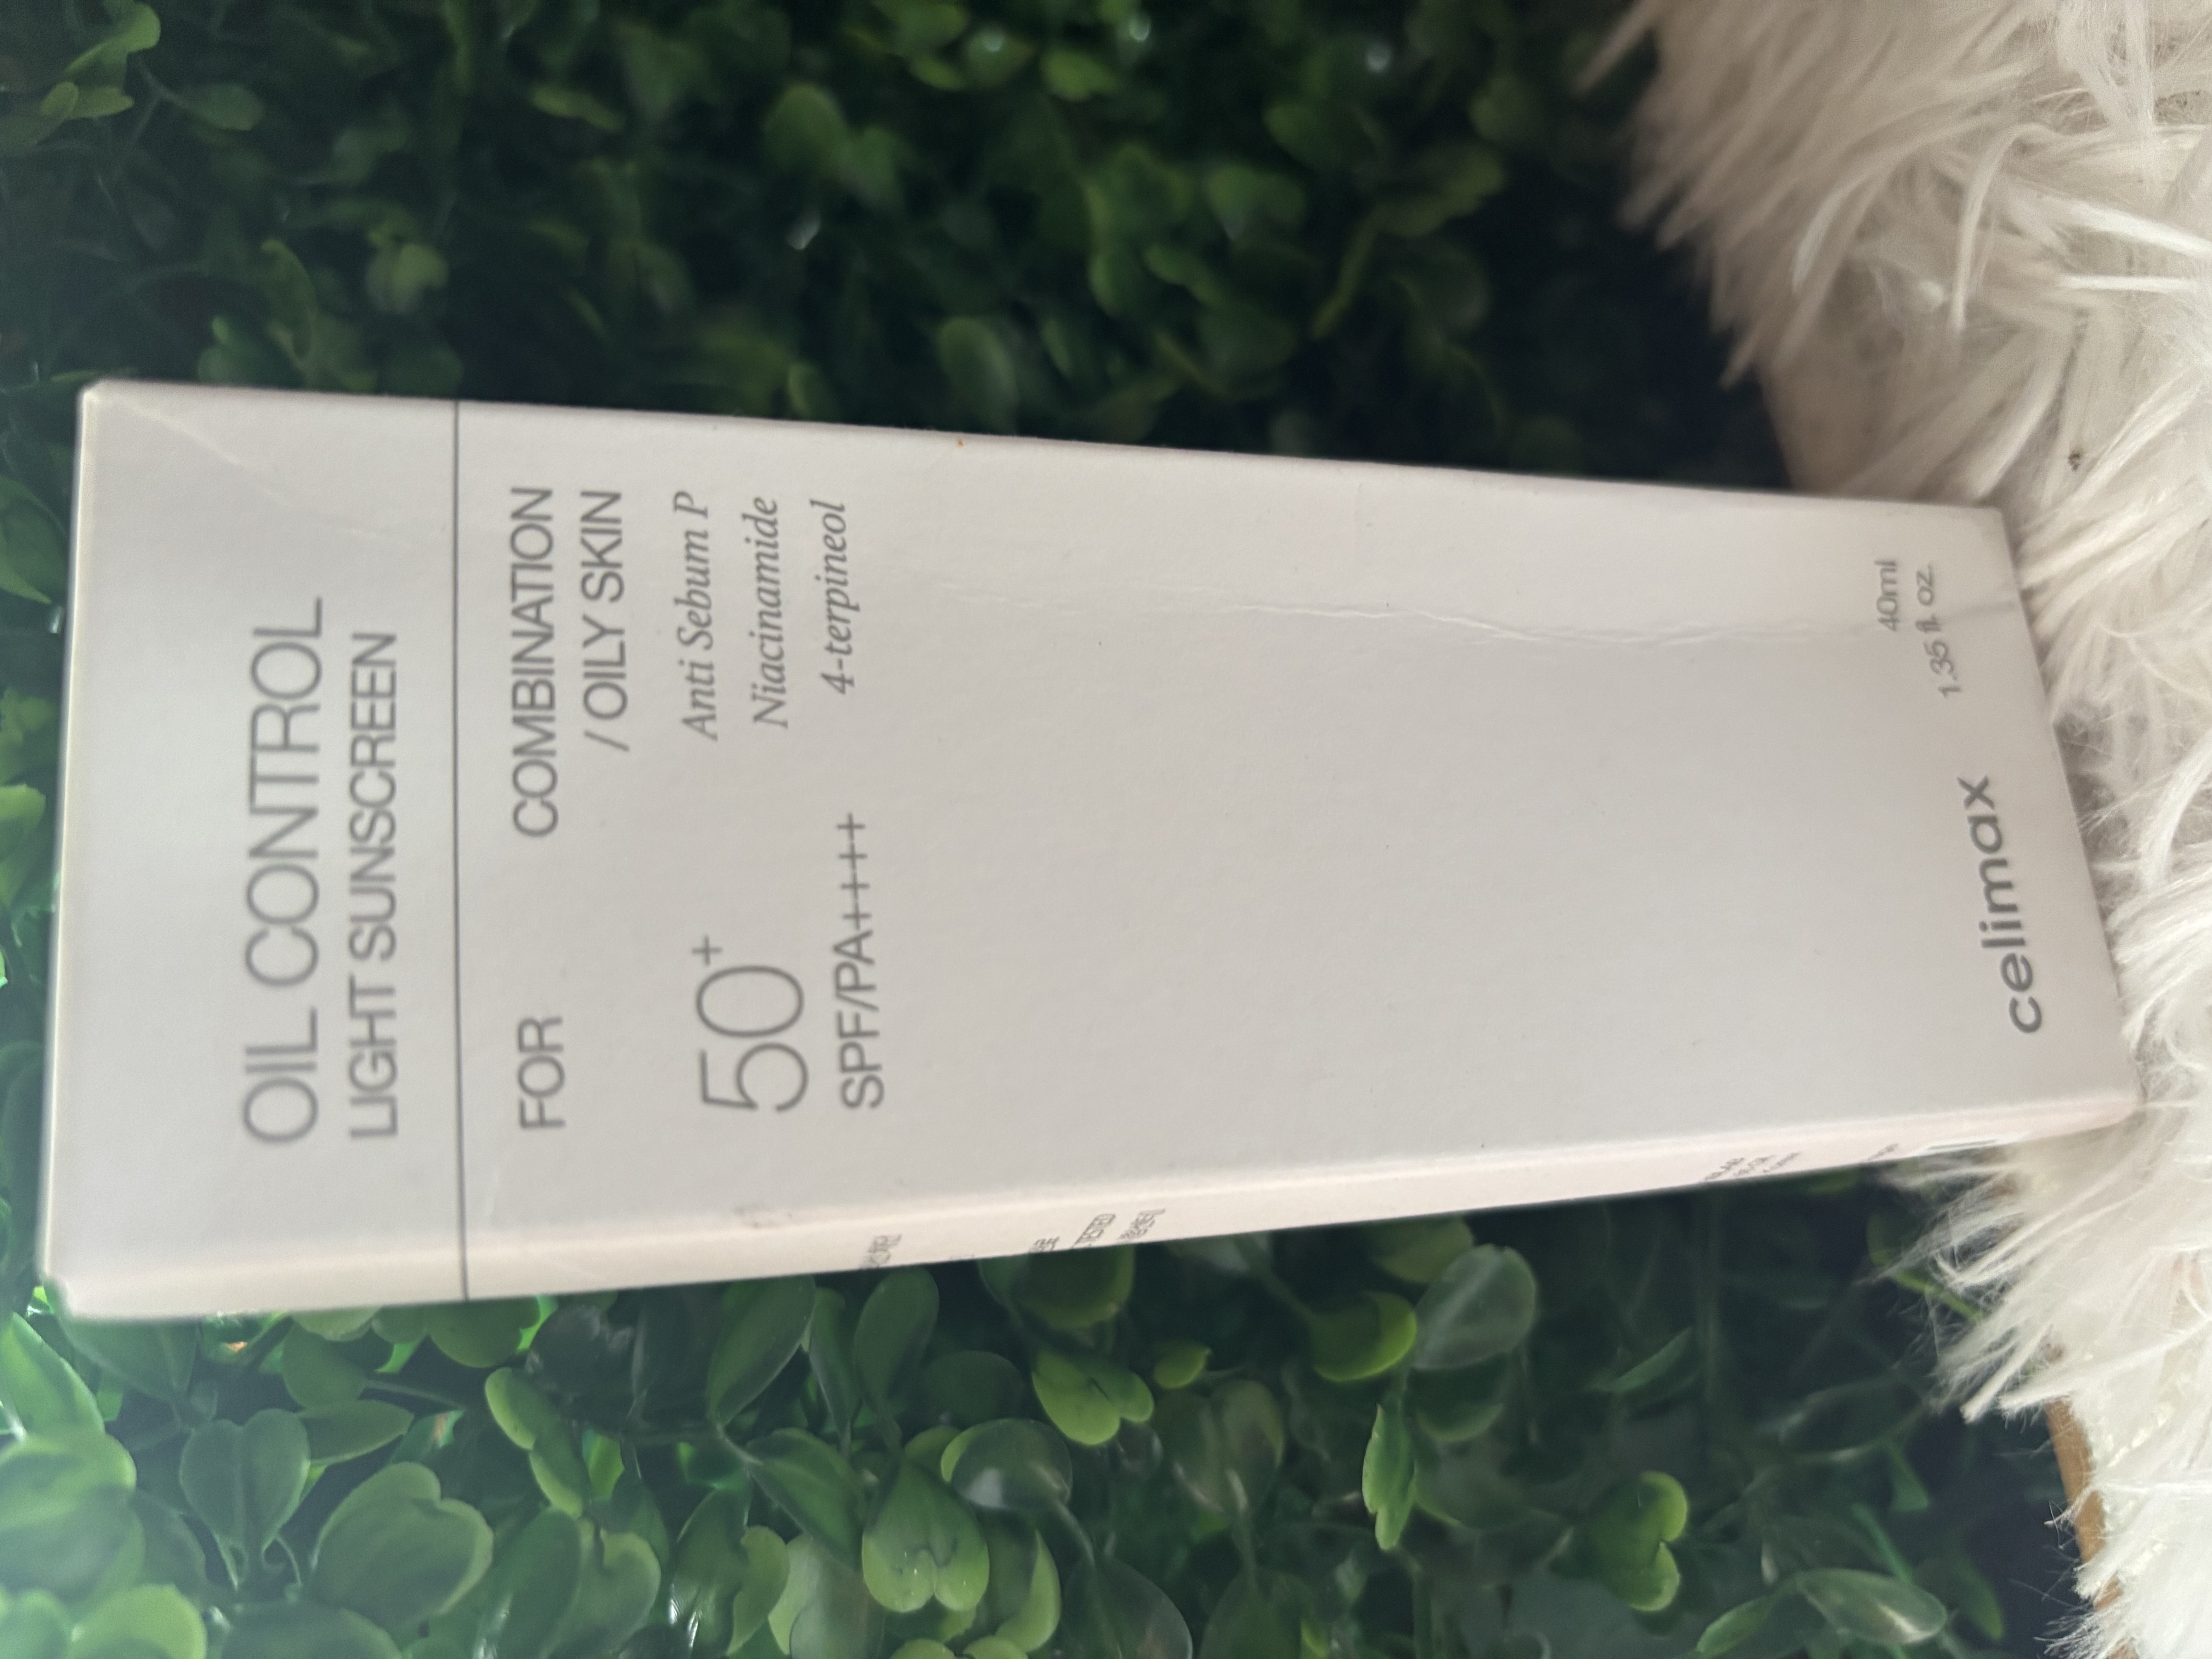 OIL CONTROL
LIGHT SUNSCREEN
FOR COMBINATION
/ OILY SKIN
50+
SPF/PA++++
Anti Sebum P
Niacinamide
4-terpineol
celimax
40ml
1.35 fl. oz.